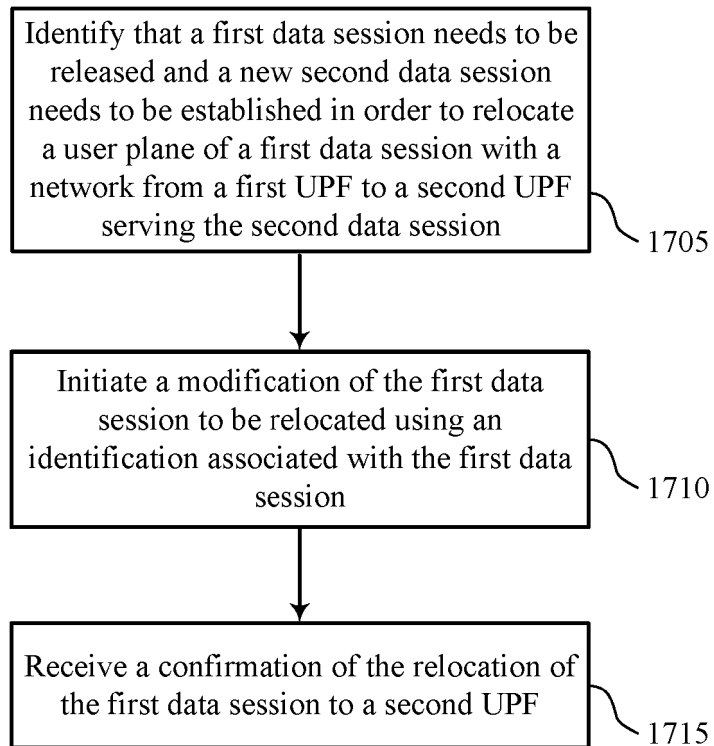 Identify that a first data session needs to be
released and a new second data session
needs to be established in order to relocate
a user plane of a first data session with a
network from a first UPF to a second UPF
serving the second data session
1705
Initiate a modification of the first data
session to be relocated using an
identification associated with the first data
session
1710
Receive a confirmation of the relocation of
the first data session to a second UPF
1715